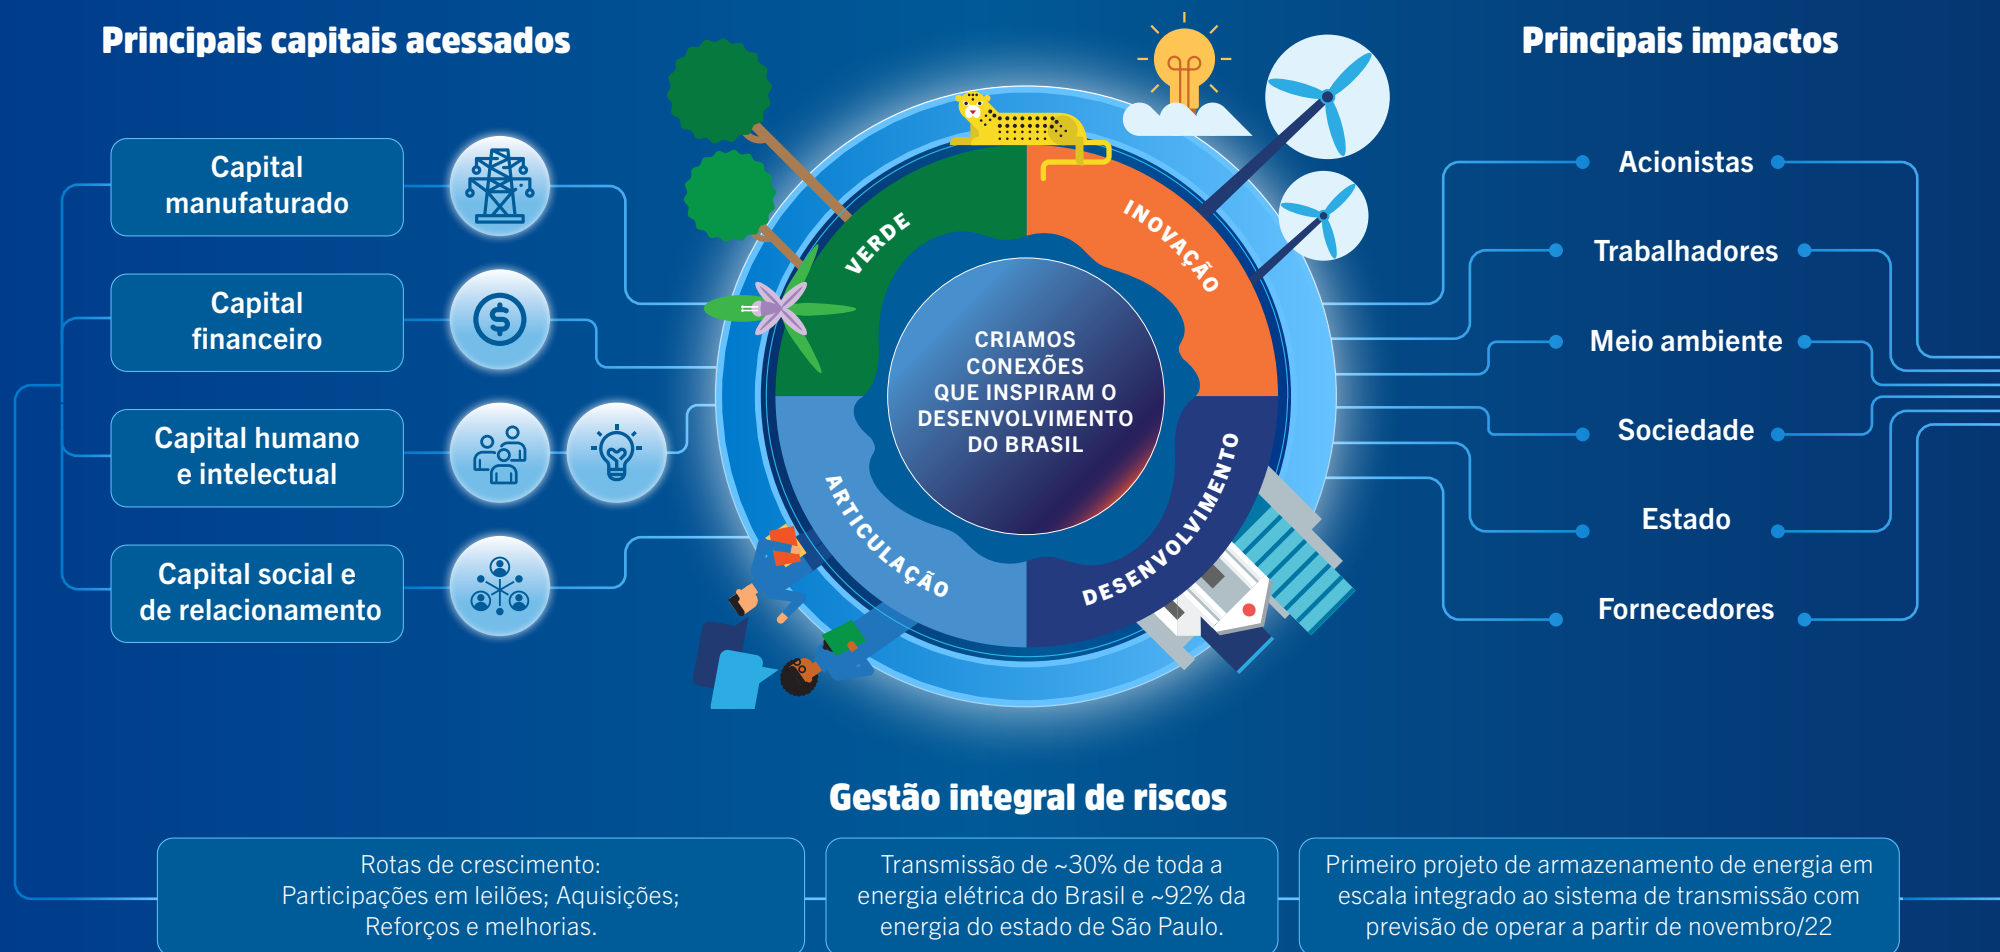 Principais capitais acessados
Capital
manufaturado
Capital
financeiro
Capital humano
e intelectual
Capital social e
de relacionamento
VERDE
INOVAÇÃO
ARTICULAÇÃO
DESENVOLVIMENTO
CRIAMOS
CONEXÕES
QUE INSPIRAM O
DESENVOLVIMENTO
DO BRASIL
Principais impactos
Acionistas
Trabalhadores
Meio ambiente
Sociedade
Estado
Fornecedores
Gestão integral de riscos
Rotas de crescimento:
Participações em leilões; Aquisições;
Reforços e melhorias.
Transmissão de ~30% de toda a
energia elétrica do Brasil e ~92% da
energia do estado de São Paulo.
Primeiro projeto de armazenamento de energia em
escala integrado ao sistema de transmissão com
previsão de operar a partir de novembro/22